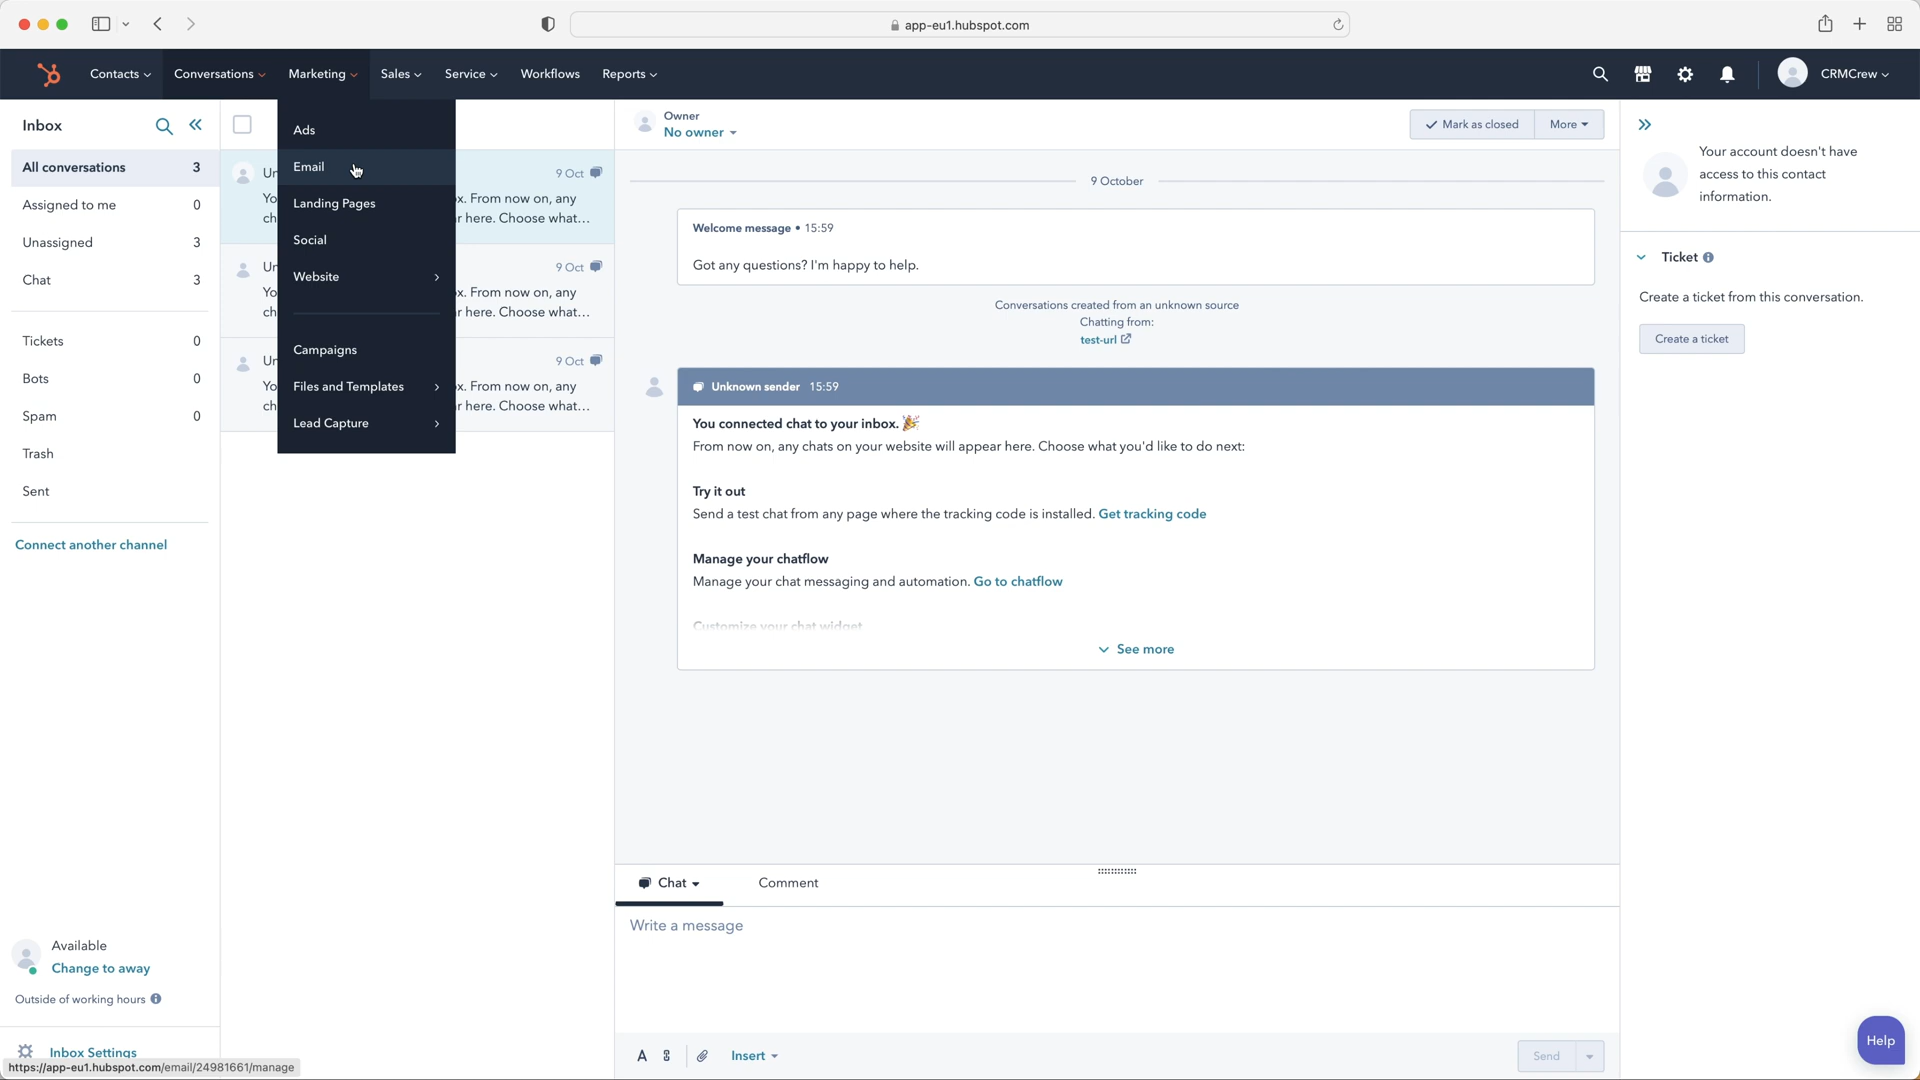 app-eu1.hubspot.com
Contacts
Conversations
Marketing
Sales
Service
Workflows
Reports
CRMCrew
Inbox
All conversations 3
Assigned to me 0
Unassigned 3
Chat 3
Tickets 0
Bots 0
Spam 0
Trash
Sent
Connect another channel
Available
Change to away
Outside of working hours
Inbox Settings
https://app-eu1.hubspot.com/email/24981661/manage
Ads
Email
Landing Pages
Social
Website
Campaigns
Files and Templates
Lead Capture
Un
9 Oct
Yo
x. From now on, any
ch
r here. Choose what...
Un
9 Oct
Yo
x. From now on, any
ch
r here. Choose what...
Un
9 Oct
Yo
x. From now on, any
ch
r here. Choose what...
Owner
No owner
Mark as closed
More
9 October
Welcome message • 15:59
Got any questions? I'm happy to help.
Conversations created from an unknown source
Chatting from:
test-url
Unknown sender 15:59
You connected chat to your inbox. 🎉
From now on, any chats on your website will appear here. Choose what you'd like to do next:
Try it out
Send a test chat from any page where the tracking code is installed. Get tracking code
Manage your chatflow
Manage your chat messaging and automation. Go to chatflow
Customize your chat widget
See more
Chat
Comment
Write a message
A
Insert
Send
Your account doesn't have
access to this contact
information.
Ticket
Create a ticket from this conversation.
Create a ticket
Help